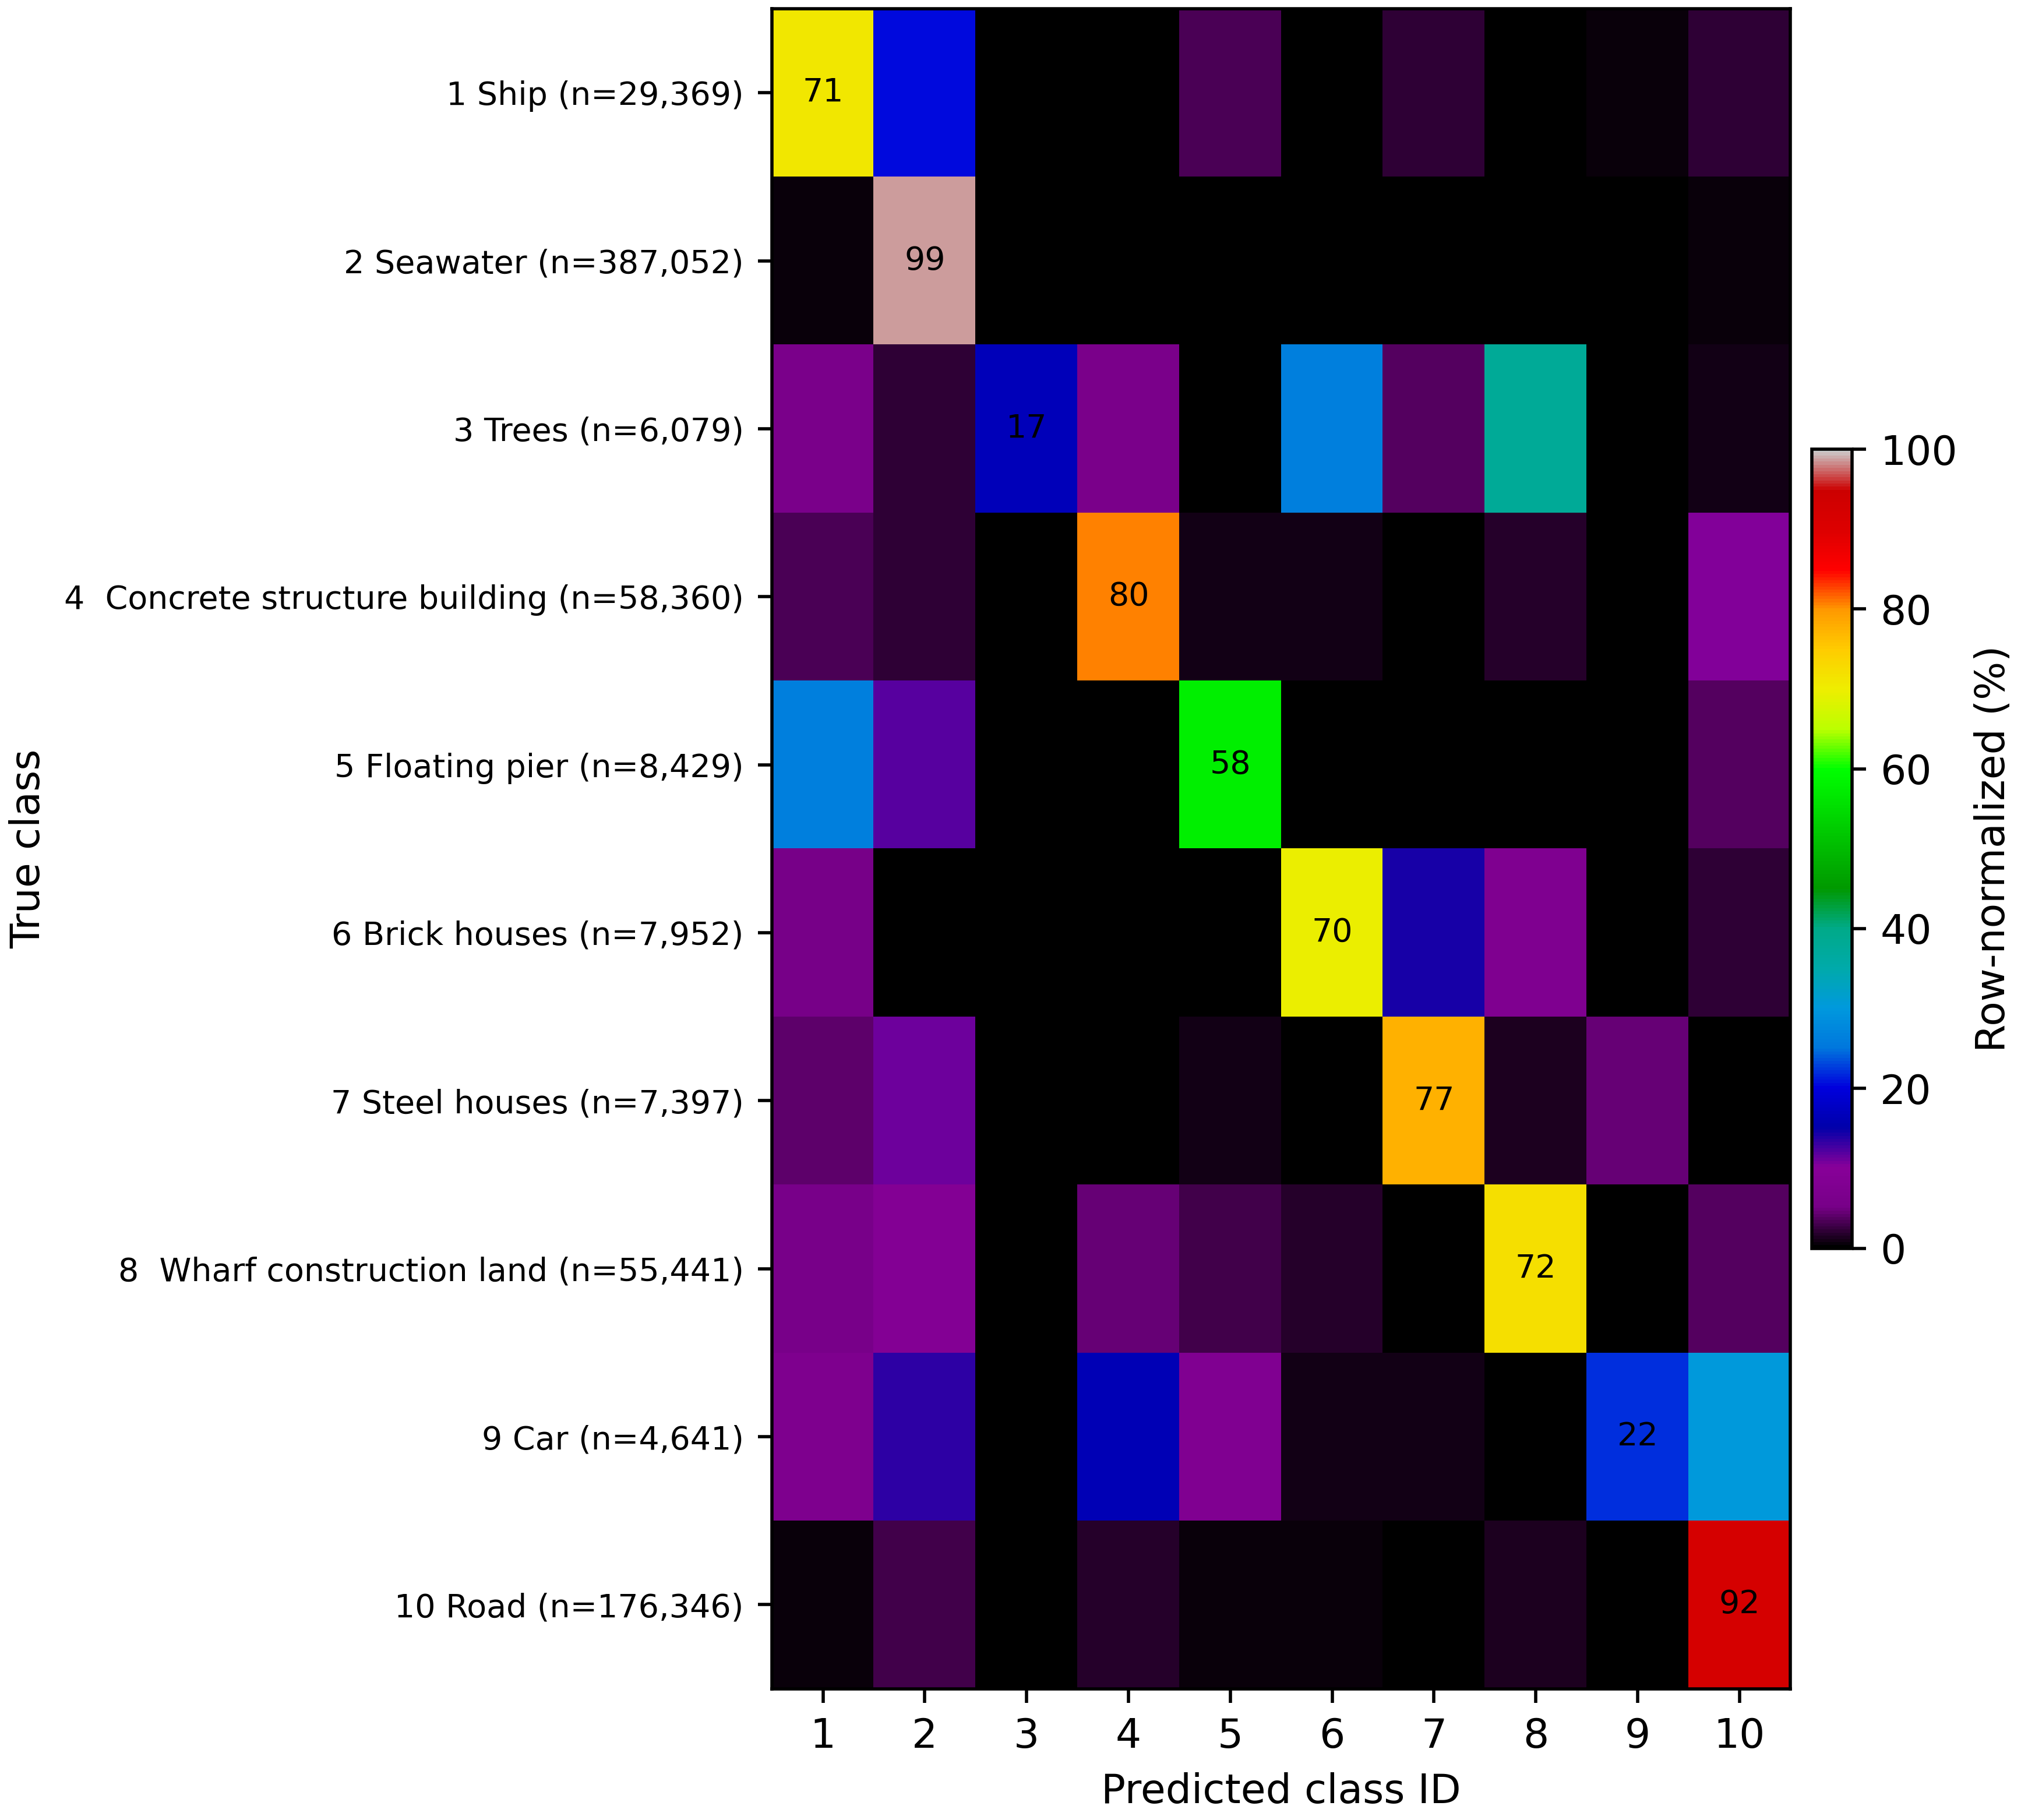 1 Ship (n=29,369)
71
2 Seawater (n=387,052)
99
3 Trees (n=6,079)
17
4  Concrete structure building (n=58,360)
80
5 Floating pier (n=8,429)
58
6 Brick houses (n=7,952)
70
7 Steel houses (n=7,397)
77
8  Wharf construction land (n=55,441)
72
9 Car (n=4,641)
22
10 Road (n=176,346)
92
True class
1 2 3 4 5 6 7 8 9 10
Predicted class ID
100
80
60
40
20
0
Row-normalized (%)